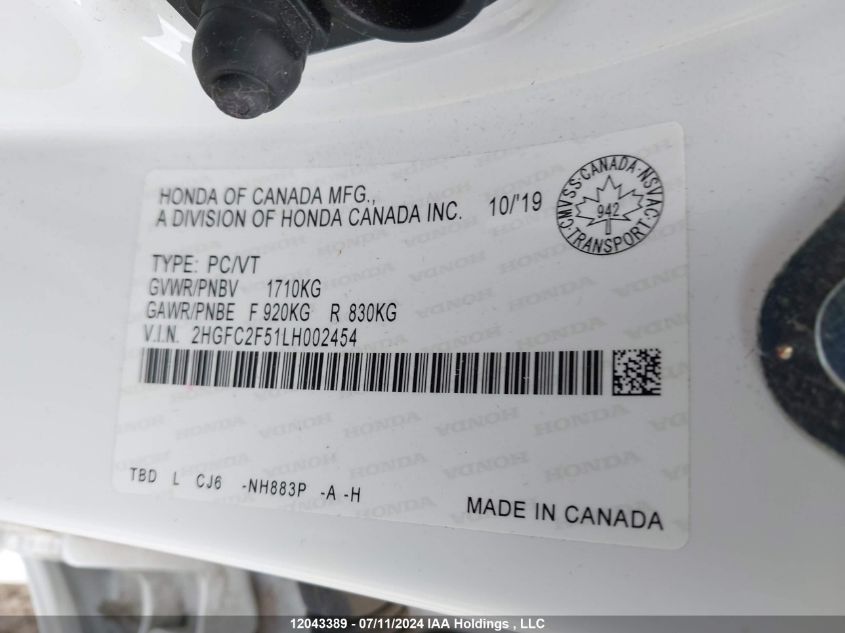 HONDA OF CANADA MFG.,
A DIVISION OF HONDA CANADA INC. 10/'19
CMVSS·CANADA·NSVAC·TRANSPORT
942
TYPE: PC/VT
GVWR/PNBV 1710KG
GAWR/PNBE F 920KG R 830KG
V.I.N. 2HGFC2F51LH002454
TBD L CJ6 -NH883P -A -H
MADE IN CANADA
12043389 - 07/11/2024 IAA Holdings , LLC